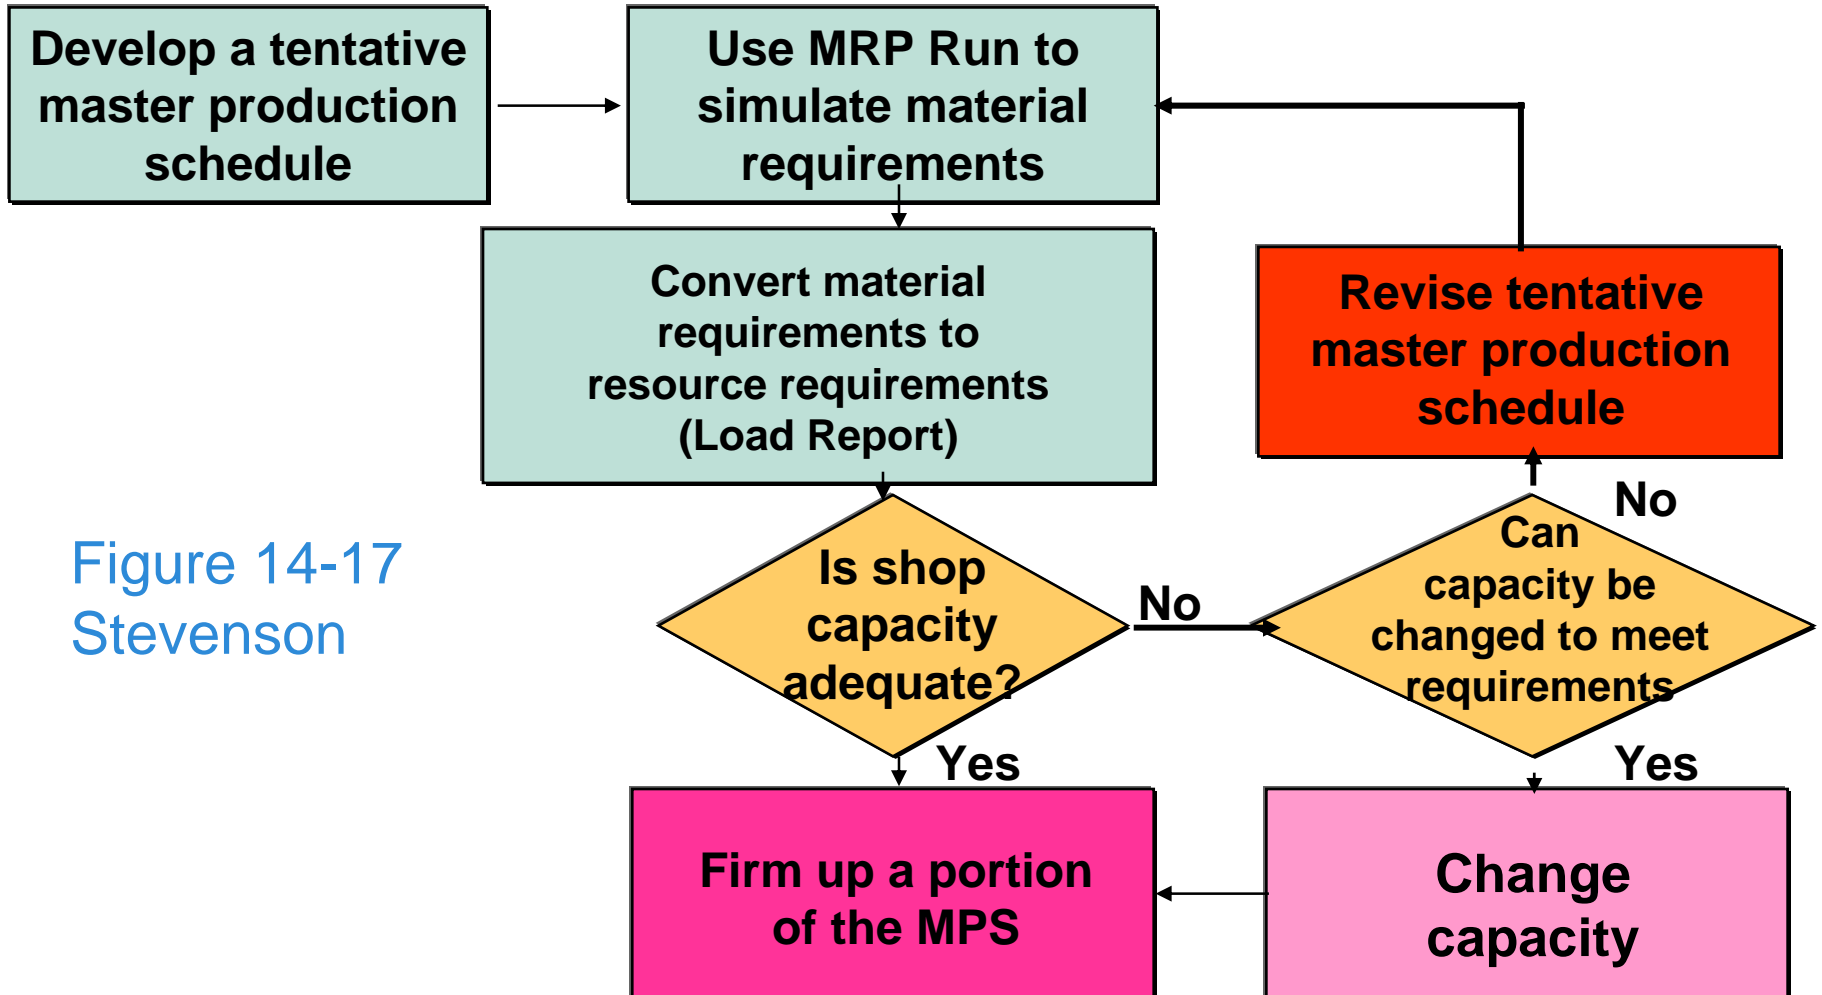 Develop a tentative
master production
schedule
Use MRP Run to
simulate material
requirements
Convert material
requirements to
resource requirements
(Load Report)
Revise tentative
master production
schedule
Figure 14-17
Stevenson
Is shop
capacity
adequate?
No
Can
capacity be
changed to meet
requirements
No
Yes
Yes
Firm up a portion
of the MPS
Change
capacity